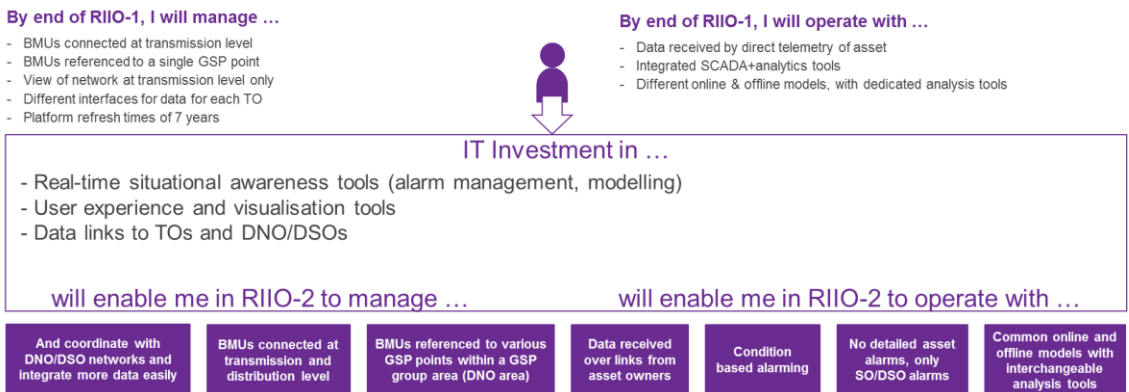 By end of RIIO-1, I will manage …
- BMUs connected at transmission level
- BMUs referenced to a single GSP point
- View of network at transmission level only
- Different interfaces for data for each TO
- Platform refresh times of 7 years
By end of RIIO-1, I will operate with …
- Data received by direct telemetry of asset
- Integrated SCADA+analytics tools
- Different online & offline models, with dedicated analysis tools
IT Investment in …
- Real-time situational awareness tools (alarm management, modelling)
- User experience and visualisation tools
- Data links to TOs and DNO/DSOs
will enable me in RIIO-2 to manage …
will enable me in RIIO-2 to operate with …
And coordinate with
DNO/DSO networks and
integrate more data easily
BMUs connected at
transmission and
distribution level
BMUs referenced to various
GSP points within a GSP
group area (DNO area)
Data received
over links from
asset owners
Condition
based alarming
No detailed asset
alarms, only
SO/DSO alarms
Common online and
offline models with
interchangeable
analysis tools